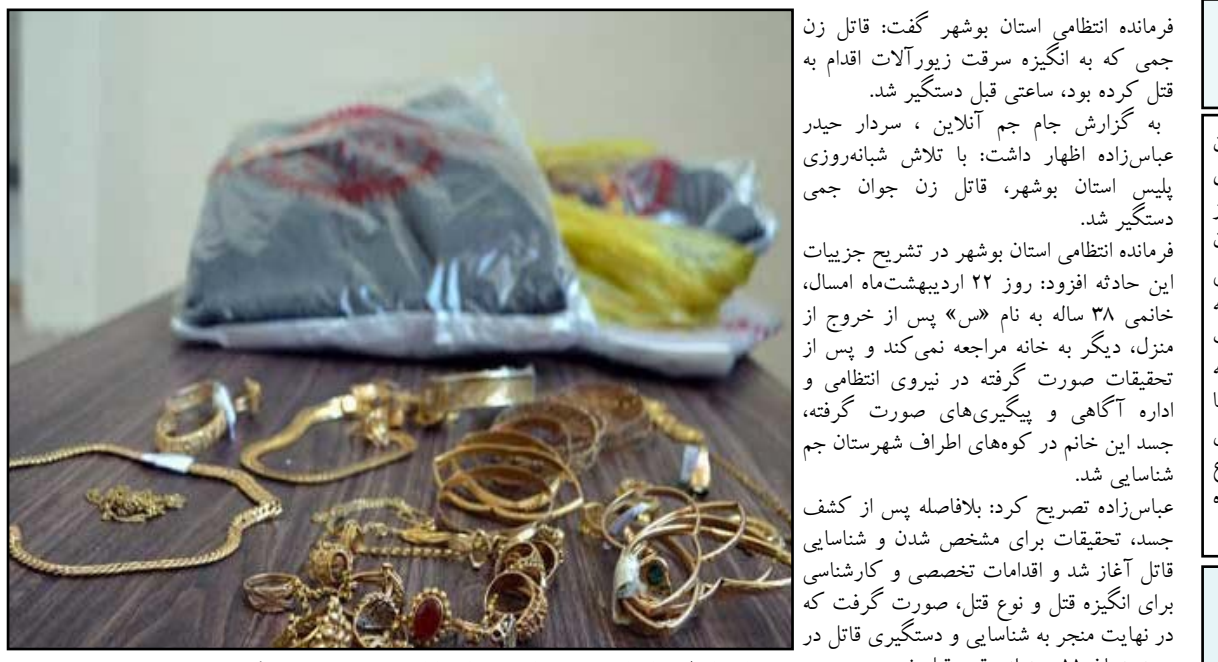 فرمانده انتظامی استان بوشهر گفت: قاتل زن
جمی که به انگیزه سرقت زیورآلات اقدام به
قتل کرده بود، ساعتی قبل دستگیر شد.
به گزارش جام جم آنلاین ، سردار حیدر
عباس‌زاده اظهار داشت: با تلاش شبانه‌روزی
پلیس استان بوشهر، قاتل زن جوان جمی
دستگیر شد.
فرمانده انتظامی استان بوشهر در تشریح جزییات
این حادثه افزود: روز ۲۲ اردیبهشت‌ماه امسال،
خانمی ۳۸ ساله به نام «س» پس از خروج از
منزل، دیگر به خانه مراجعه نمی‌کند و پس از
تحقیقات صورت گرفته در نیروی انتظامی و
اداره آگاهی و پیگیری‌های صورت گرفته،
جسد این خانم در کوه‌های اطراف شهرستان جم
شناسایی شد.
عباس‌زاده تصریح کرد: بلافاصله پس از کشف
جسد، تحقیقات برای مشخص شدن و شناسایی
قاتل آغاز شد و اقدامات تخصصی و کارشناسی
برای انگیزه قتل و نوع قتل، صورت گرفت که
در نهایت منجر به شناسایی و دستگیری قاتل در